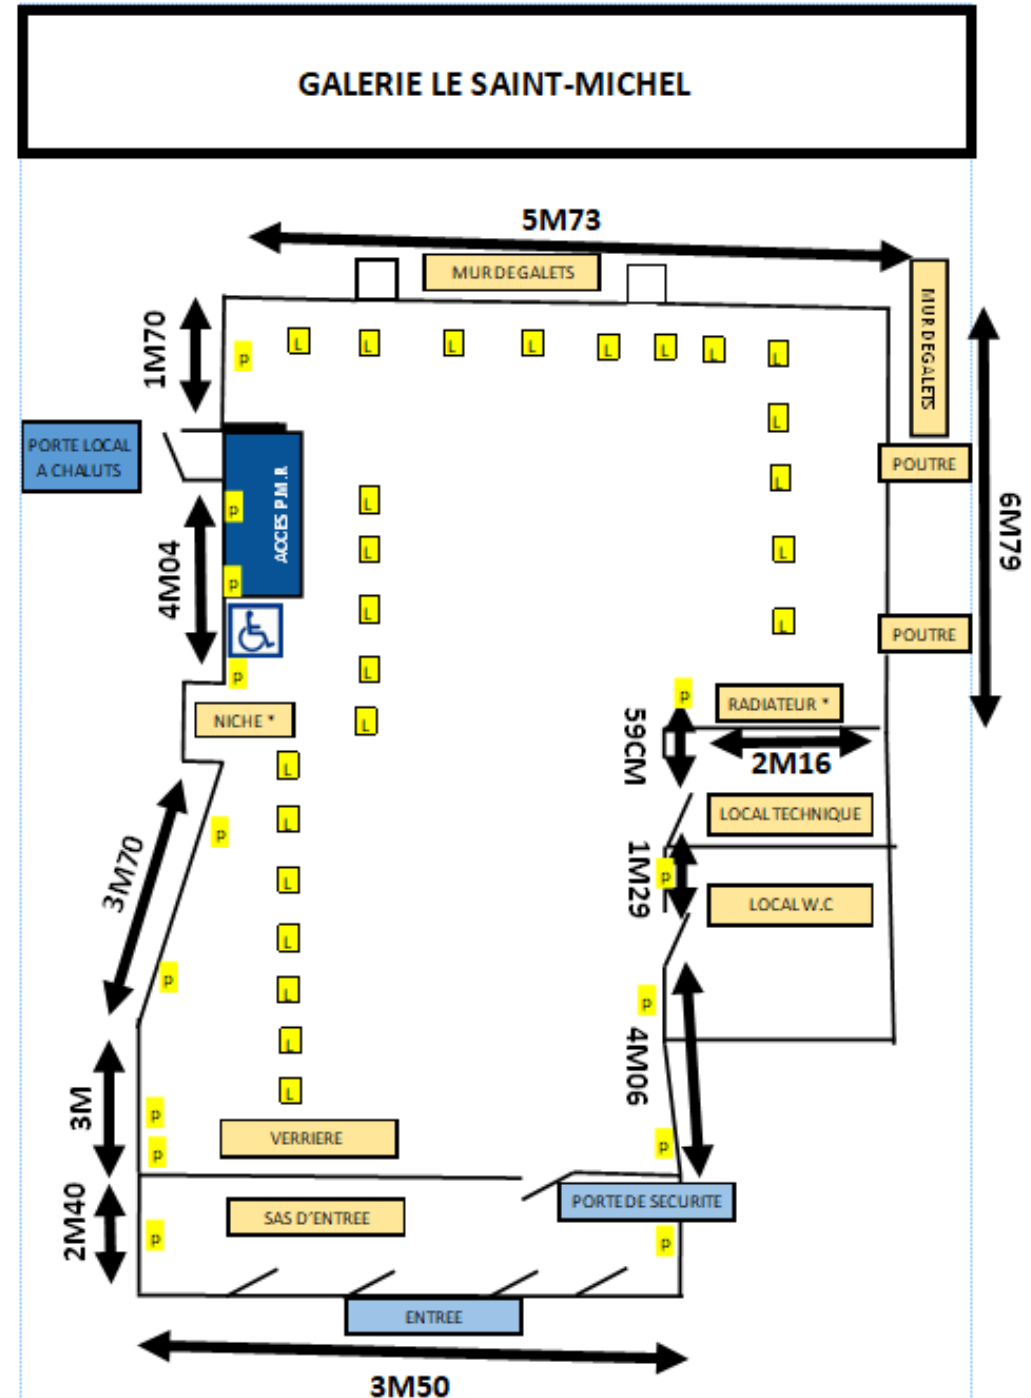 GALERIE LE SAINT-MICHEL
5M73
MUR DE GALETS
MUR DE GALETS
1M70
P
L
L
L
L
L
L
L
L
L
PORTE LOCAL
A CHALUTS
ACCES P.M.R
POUTRE
L
L
P
6M79
4M04
L
L
P
L
L
POUTRE
P
L
P
RADIATEUR *
NICHE *
L
59CM
2M16
L
3M70
P
L
LOCAL TECHNIQUE
1M29
P
L
LOCAL W.C
L
P
L
P
4M06
L
3M
L
P
P
VERRIERE
P
2M40
PORTE DE SECURITE
SAS D'ENTREE
P
P
ENTREE
3M50